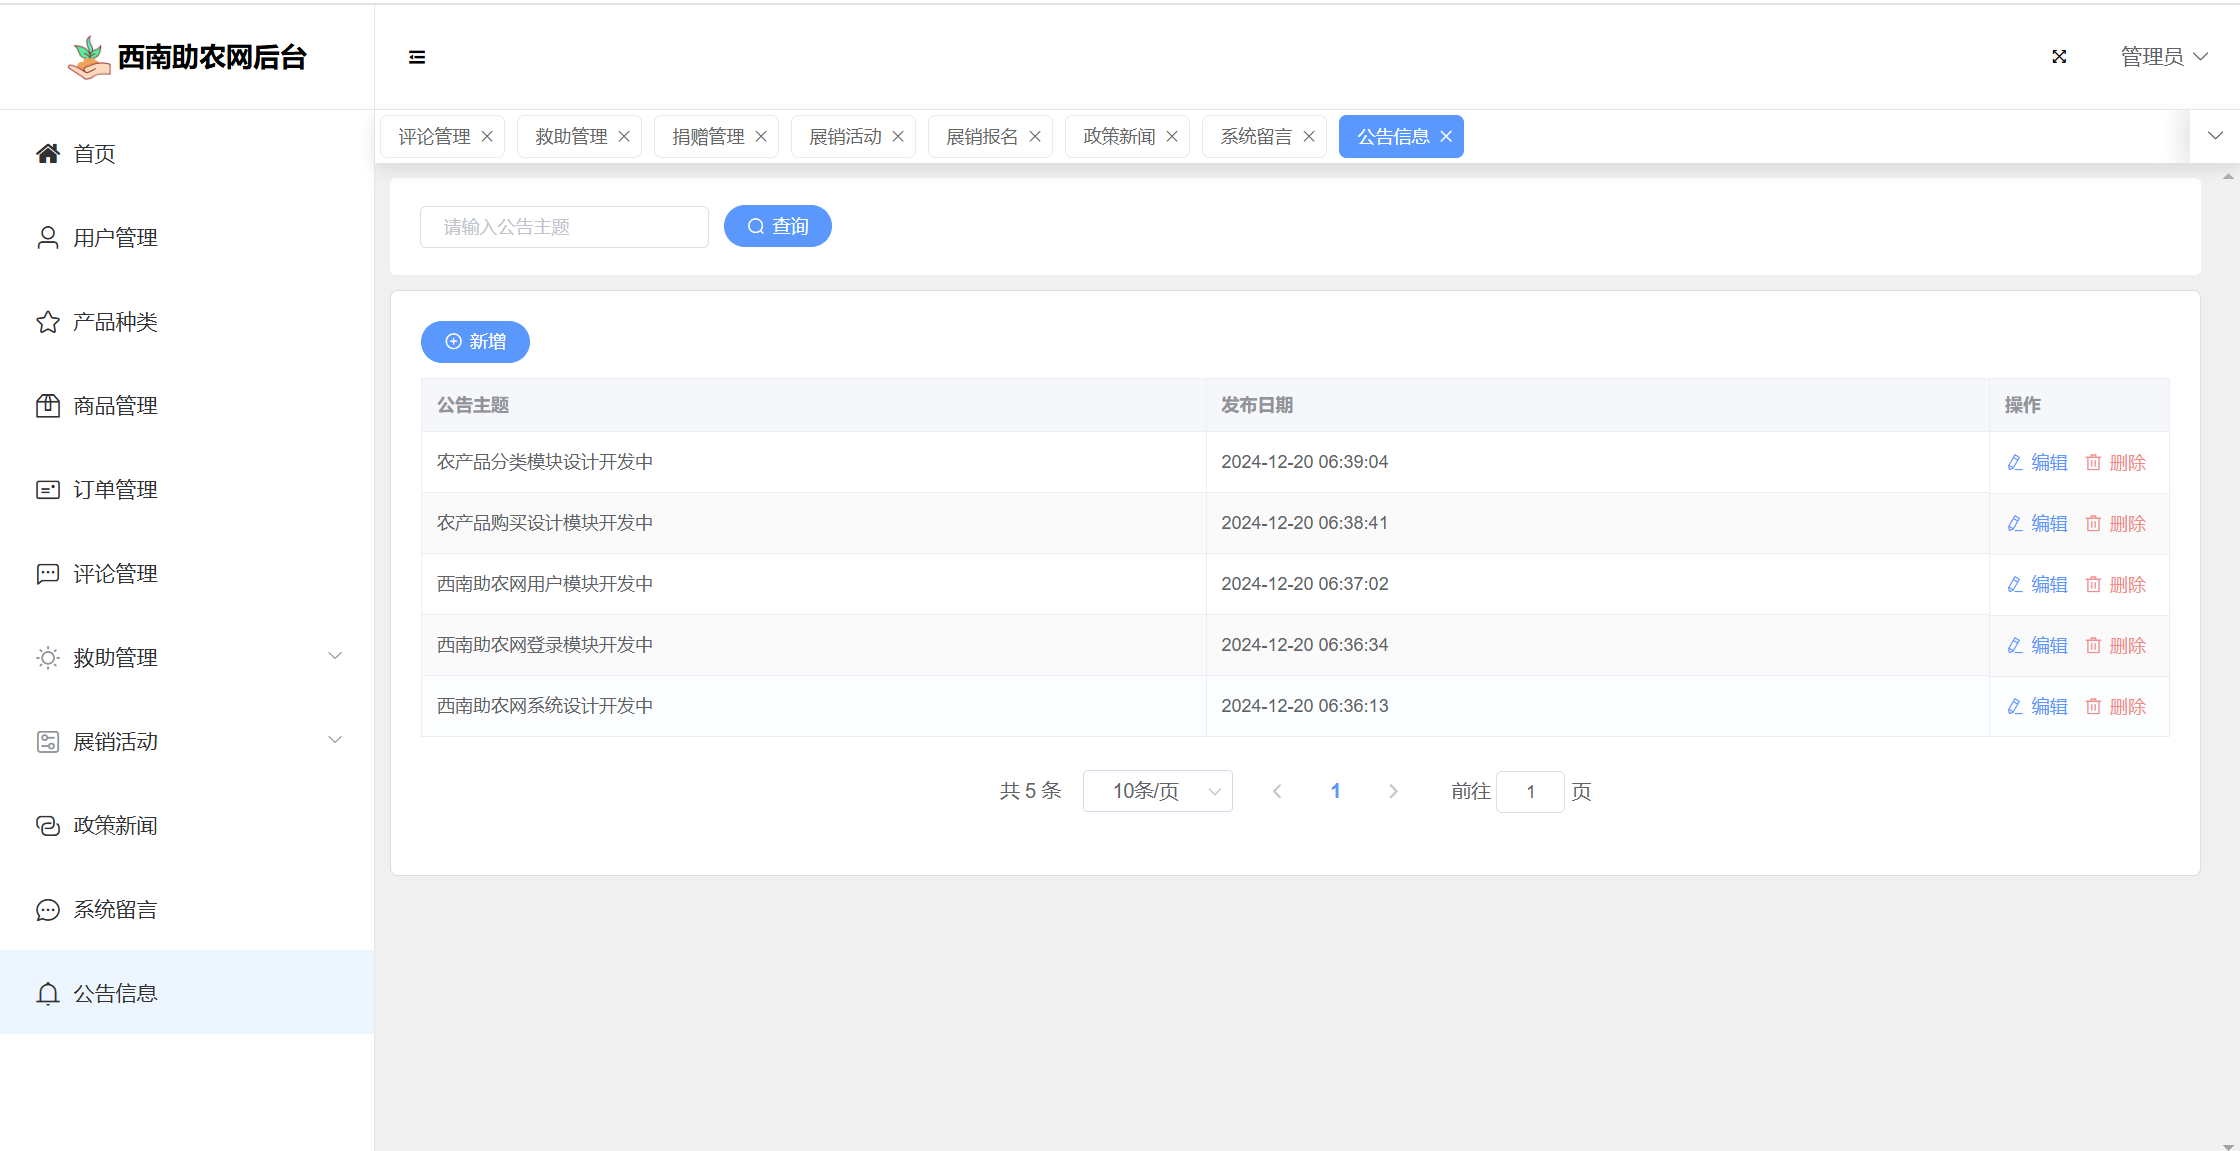 西南助农网后台
管理员
首页
用户管理
产品种类
商品管理
订单管理
评论管理
救助管理
展销活动
政策新闻
系统留言
公告信息
评论管理 救助管理 捐赠管理 展销活动 展销报名 政策新闻 系统留言 公告信息
请输入公告主题 查询
新增
公告主题 发布日期 操作
农产品分类模块设计开发中 2024-12-20 06:39:04 编辑 删除
农产品购买设计模块开发中 2024-12-20 06:38:41 编辑 删除
西南助农网用户模块开发中 2024-12-20 06:37:02 编辑 删除
西南助农网登录模块开发中 2024-12-20 06:36:34 编辑 删除
西南助农网系统设计开发中 2024-12-20 06:36:13 编辑 删除
共 5 条 10条/页 1 前往 1 页